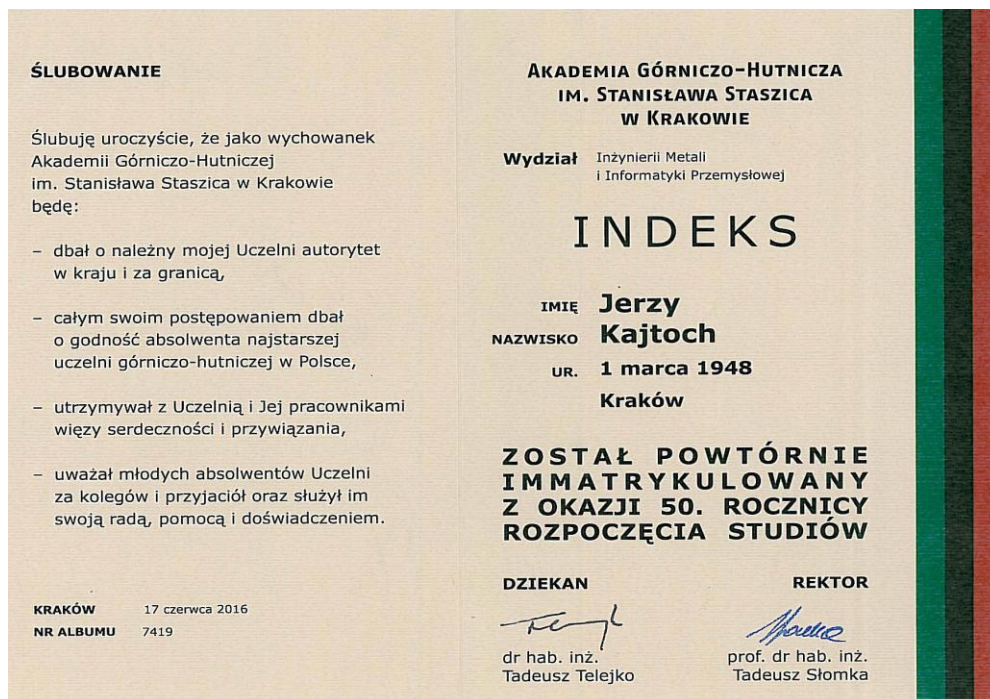 ŚLUBOWANIE
Ślubuję uroczyście, że jako wychowanek
Akademii Górniczo-Hutniczej
im. Stanisława Staszica w Krakowie
będę:
– dbał o należny mojej Uczelni autorytet
w kraju i za granicą,
– całym swoim postępowaniem dbał
o godność absolwenta najstarszej
uczelni górniczo-hutniczej w Polsce,
– utrzymywał z Uczelnią i Jej pracownikami
więzy serdeczności i przywiązania,
– uważał młodych absolwentów Uczelni
za kolegów i przyjaciół oraz służył im
swoją radą, pomocą i doświadczeniem.
KRAKÓW 17 czerwca 2016
NR ALBUMU 7419
AKADEMIA GÓRNICZO-HUTNICZA
IM. STANISŁAWA STASZICA
W KRAKOWIE
Wydział Inżynierii Metali
i Informatyki Przemysłowej
INDEKS
IMIĘ Jerzy
NAZWISKO Kajtoch
UR. 1 marca 1948
Kraków
ZOSTAŁ POWTÓRNIE
IMMATRYKULOWANY
Z OKAZJI 50. ROCZNICY
ROZPOCZĘCIA STUDIÓW
DZIEKAN REKTOR
dr hab. inż. prof. dr hab. inż.
Tadeusz Telejko Tadeusz Słomka